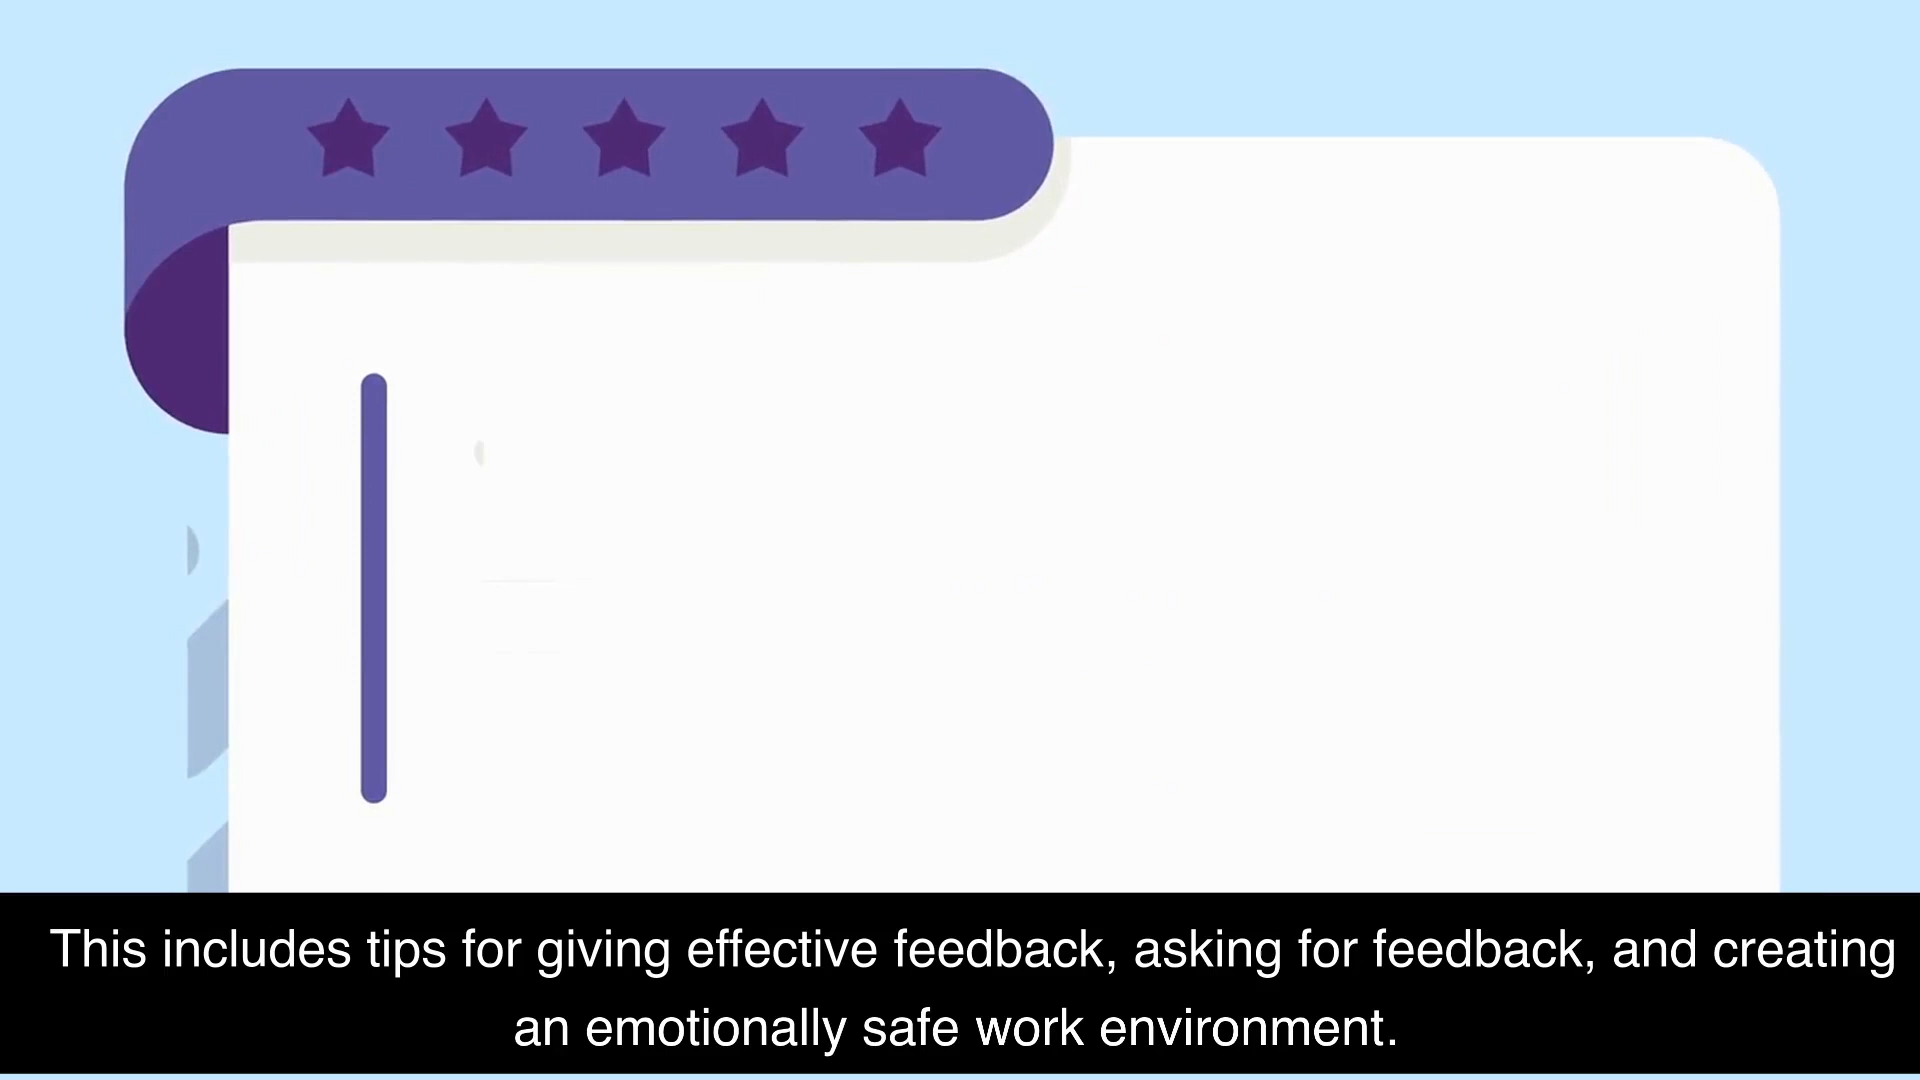 This includes tips for giving effective feedback, asking for feedback, and creating
an emotionally safe work environment.